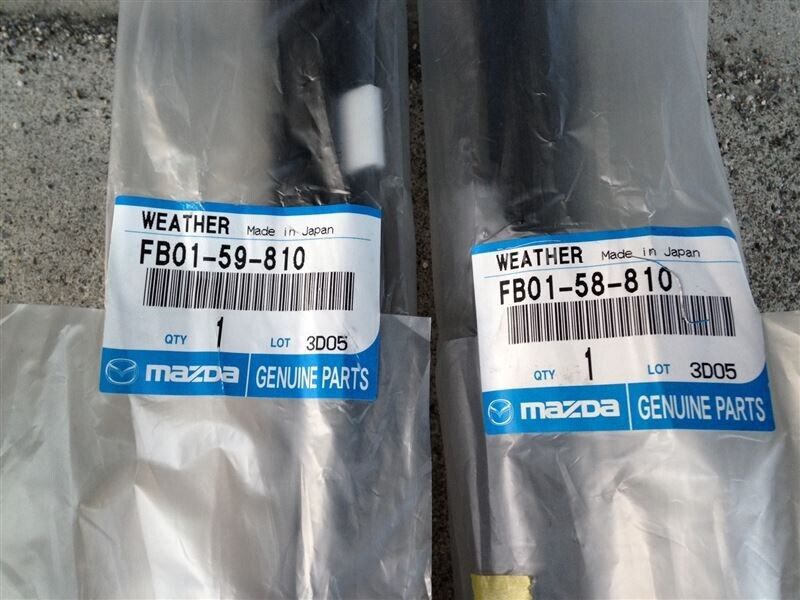 WEATHER Made in Japan
FB01-59-810
QTY 1 LOT 3D05
mazda GENUINE PARTS
WEATHER Made in Japan
FB01-58-810
QTY 1 LOT 3D05
mazda GENUINE PARTS